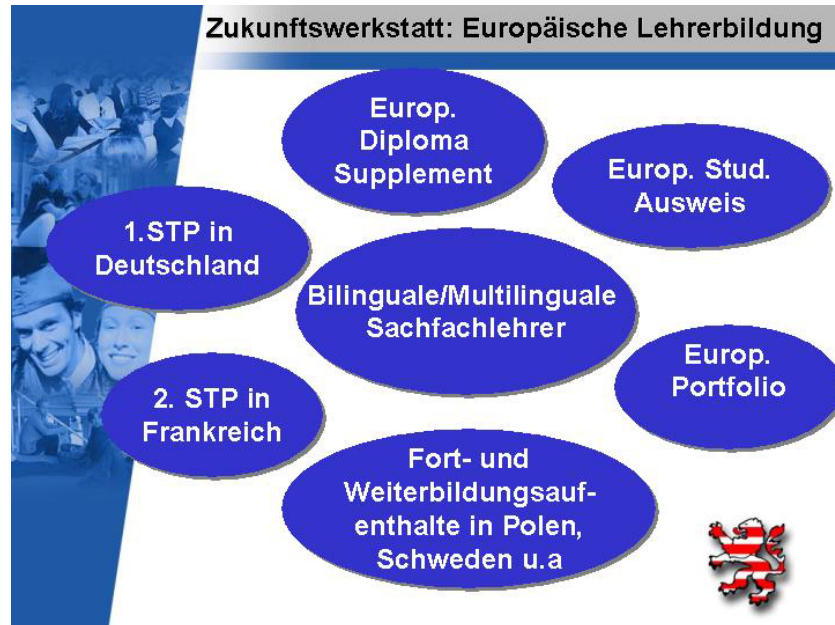 Zukunftswerkstatt: Europäische Lehrerbildung
Europ.
Diploma
Supplement
Europ. Stud.
Ausweis
1.STP in
Deutschland
Bilinguale/Multilinguale
Sachfachlehrer
Europ.
Portfolio
2. STP in
Frankreich
Fort- und
Weiterbildungsauf-
enthalte in Polen,
Schweden u.a